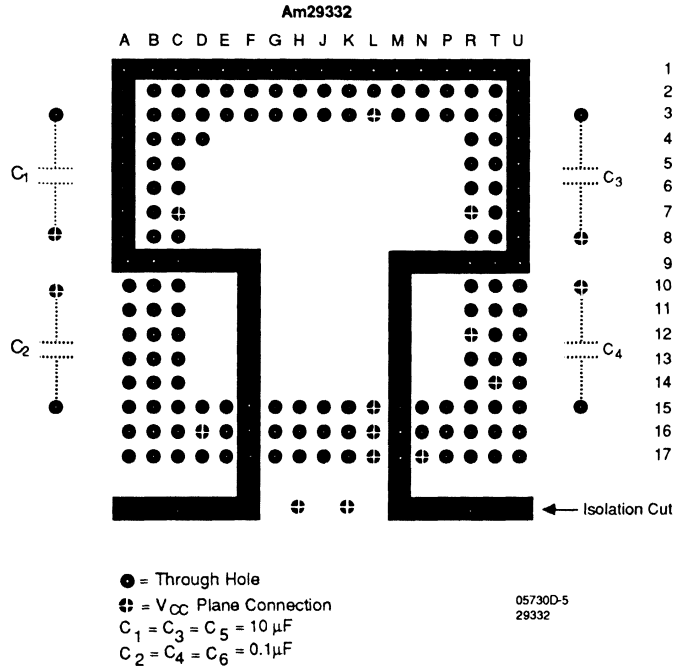 Am29332
A B C D E F G H J K L M N P R T U
1
2
3
4
5
C₁
C₃
6
7
8
9
10
11
12
C₂
C₄
13
14
15
16
17
Isolation Cut
= Through Hole
= V_CC Plane Connection
05730D-5
C₁ = C₃ = C₅ = 10 μF
29332
C₂ = C₄ = C₆ = 0.1μF